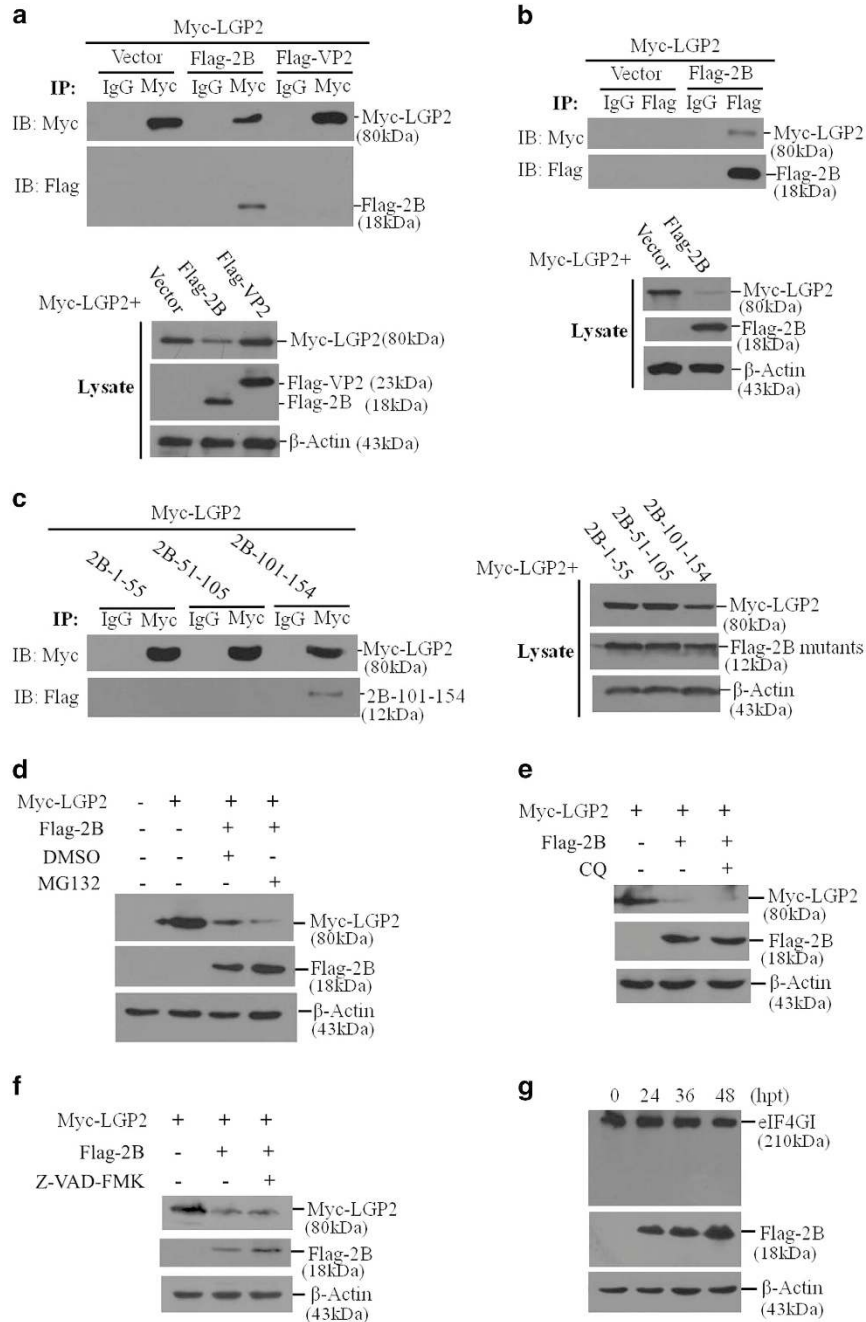 a
Myc-LGP2
Vector Flag-2B Flag-VP2
IP: IgG Myc IgG Myc IgG Myc
IB: Myc
Myc-LGP2
(80kDa)
IB: Flag
Flag-2B
(18kDa)
Vector Flag-2B Flag-VP2
Myc-LGP2+
Lysate
Myc-LGP2 (80kDa)
Flag-VP2 (23kDa)
Flag-2B (18kDa)
β-Actin (43kDa)
b
Myc-LGP2
Vector Flag-2B
IP: IgG Flag IgG Flag
IB: Myc
Myc-LGP2
(80kDa)
IB: Flag
Flag-2B
(18kDa)
Vector Flag-2B
Myc-LGP2+
Lysate
Myc-LGP2
(80kDa)
Flag-2B
(18kDa)
β-Actin
(43kDa)
c
Myc-LGP2
2B-1-55 2B-51-105 2B-101-154
IP: IgG Myc IgG Myc IgG Myc
IB: Myc
Myc-LGP2
(80kDa)
IB: Flag
2B-101-154
(12kDa)
2B-1-55 2B-51-105 2B-101-154
Myc-LGP2+
Lysate
Myc-LGP2
(80kDa)
Flag-2B mutants
(12kDa)
β-Actin
(43kDa)
d
Myc-LGP2 - + + +
Flag-2B - - + +
DMSO - - + -
MG132 - - - +
Myc-LGP2
(80kDa)
Flag-2B
(18kDa)
β-Actin
(43kDa)
e
Myc-LGP2 + + +
Flag-2B - + +
CQ - - +
Myc-LGP2
(80kDa)
Flag-2B
(18kDa)
β-Actin
(43kDa)
f
Myc-LGP2 + + +
Flag-2B - + +
Z-VAD-FMK - - +
Myc-LGP2
(80kDa)
Flag-2B
(18kDa)
β-Actin
(43kDa)
g
0 24 36 48 (hpt)
eIF4GI
(210kDa)
Flag-2B
(18kDa)
β-Actin
(43kDa)